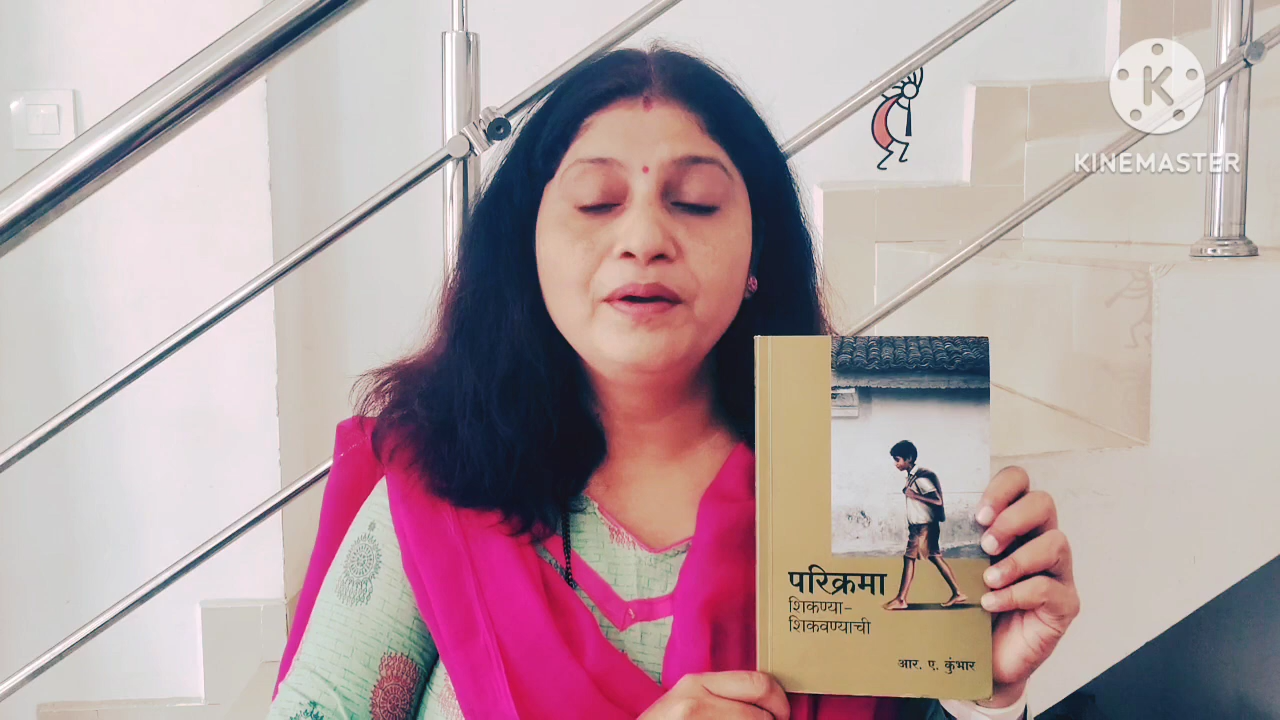 K
KINEMASTER
परिक्रमा
शिकण्या-
शिकवण्याची
आर. ए. कुंभार